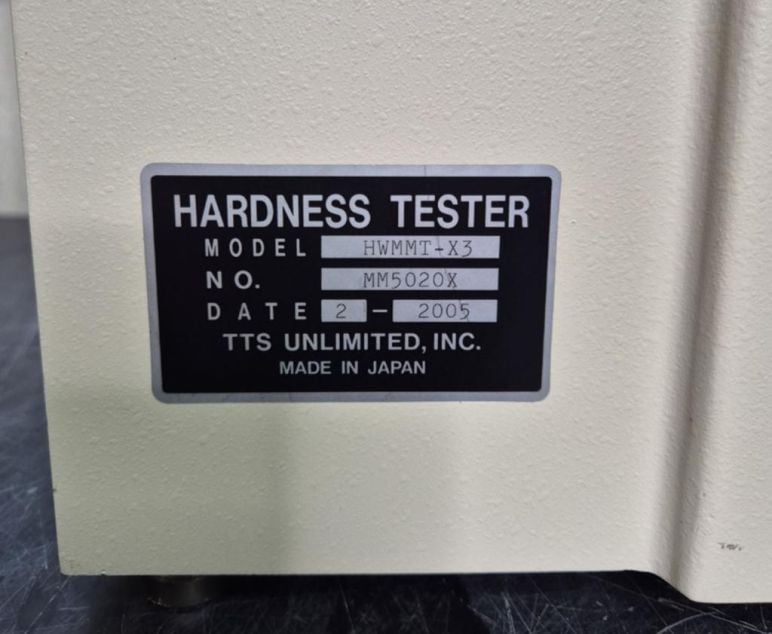 HARDNESS TESTER
MODEL HWMMT-X3
NO. MM5020X
DATE 2 - 2005
TTS UNLIMITED, INC.
MADE IN JAPAN